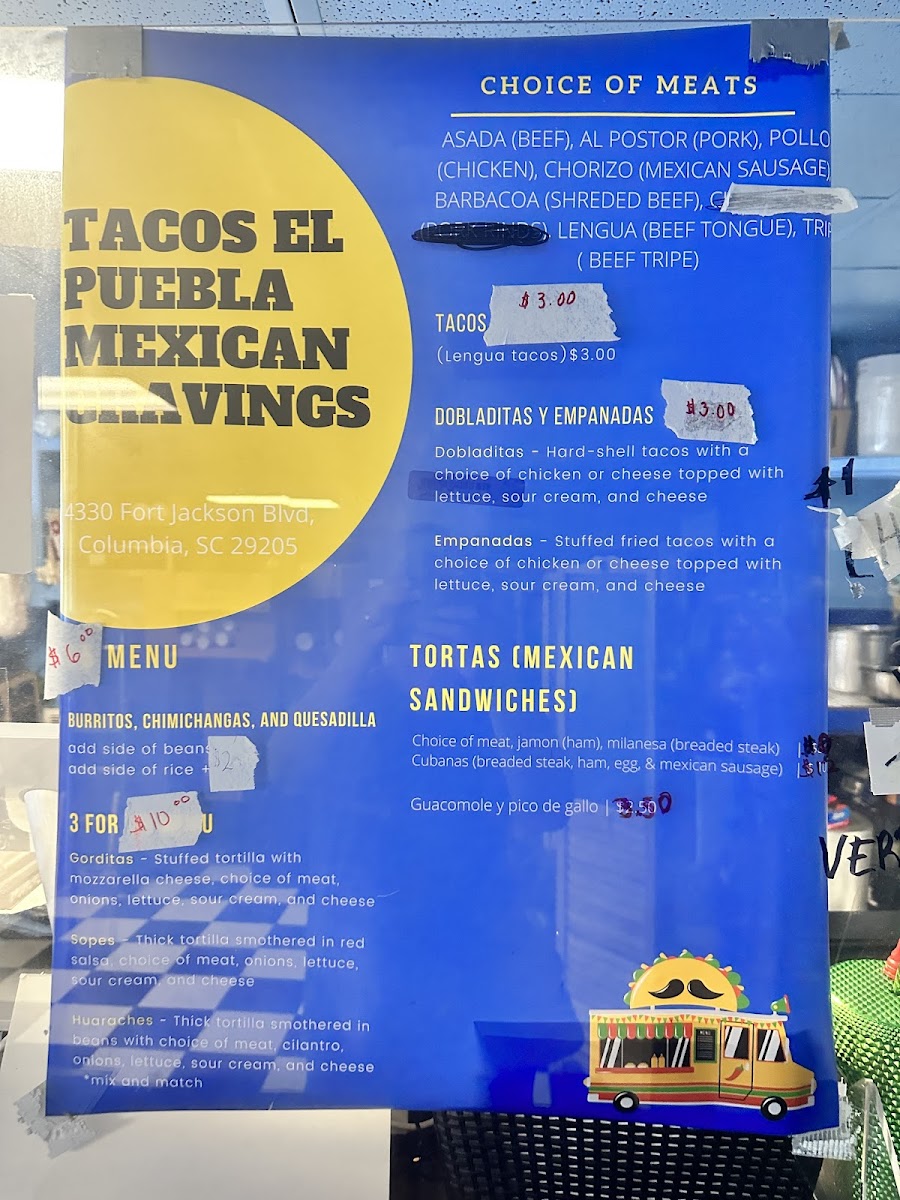 TACOS EL
PUEBLA
MEXICAN
CRAVINGS
4330 Fort Jackson Blvd,
Columbia, SC 29205
CHOICE OF MEATS
ASADA (BEEF), AL POSTOR (PORK), POLLO
(CHICKEN), CHORIZO (MEXICAN SAUSAGE)
BARBACOA (SHREDED BEEF),
LENGUA (BEEF TONGUE),
( BEEF TRIPE)
TACOS $3.00
(Lengua tacos)$3.00
DOBLADITAS Y EMPANADAS $3.00
Dobladitas - Hard-shell tacos with a
choice of chicken or cheese topped with
lettuce, sour cream, and cheese
Empanadas - Stuffed fried tacos with a
choice of chicken or cheese topped with
lettuce, sour cream, and cheese
$6.00 MENU
BURRITOS, CHIMICHANGAS, AND QUESADILLA
add side of beans
add side of rice +
3 FOR $10.00
Gorditas - Stuffed tortilla with
mozzarella cheese, choice of meat,
onions, lettuce, sour cream, and cheese
Sopes - Thick tortilla smothered in red
salsa, choice of meat, onions, lettuce,
sour cream, and cheese
Huaraches - Thick tortilla smothered in
beans with choice of meat, cilantro,
onions, lettuce, sour cream, and cheese
*mix and match
TORTAS (MEXICAN
SANDWICHES)
Choice of meat, jamon (ham), milanesa (breaded steak) |
Cubanas (breaded steak, ham, egg, & mexican sausage) |
Guacomole y pico de gallo |
$1